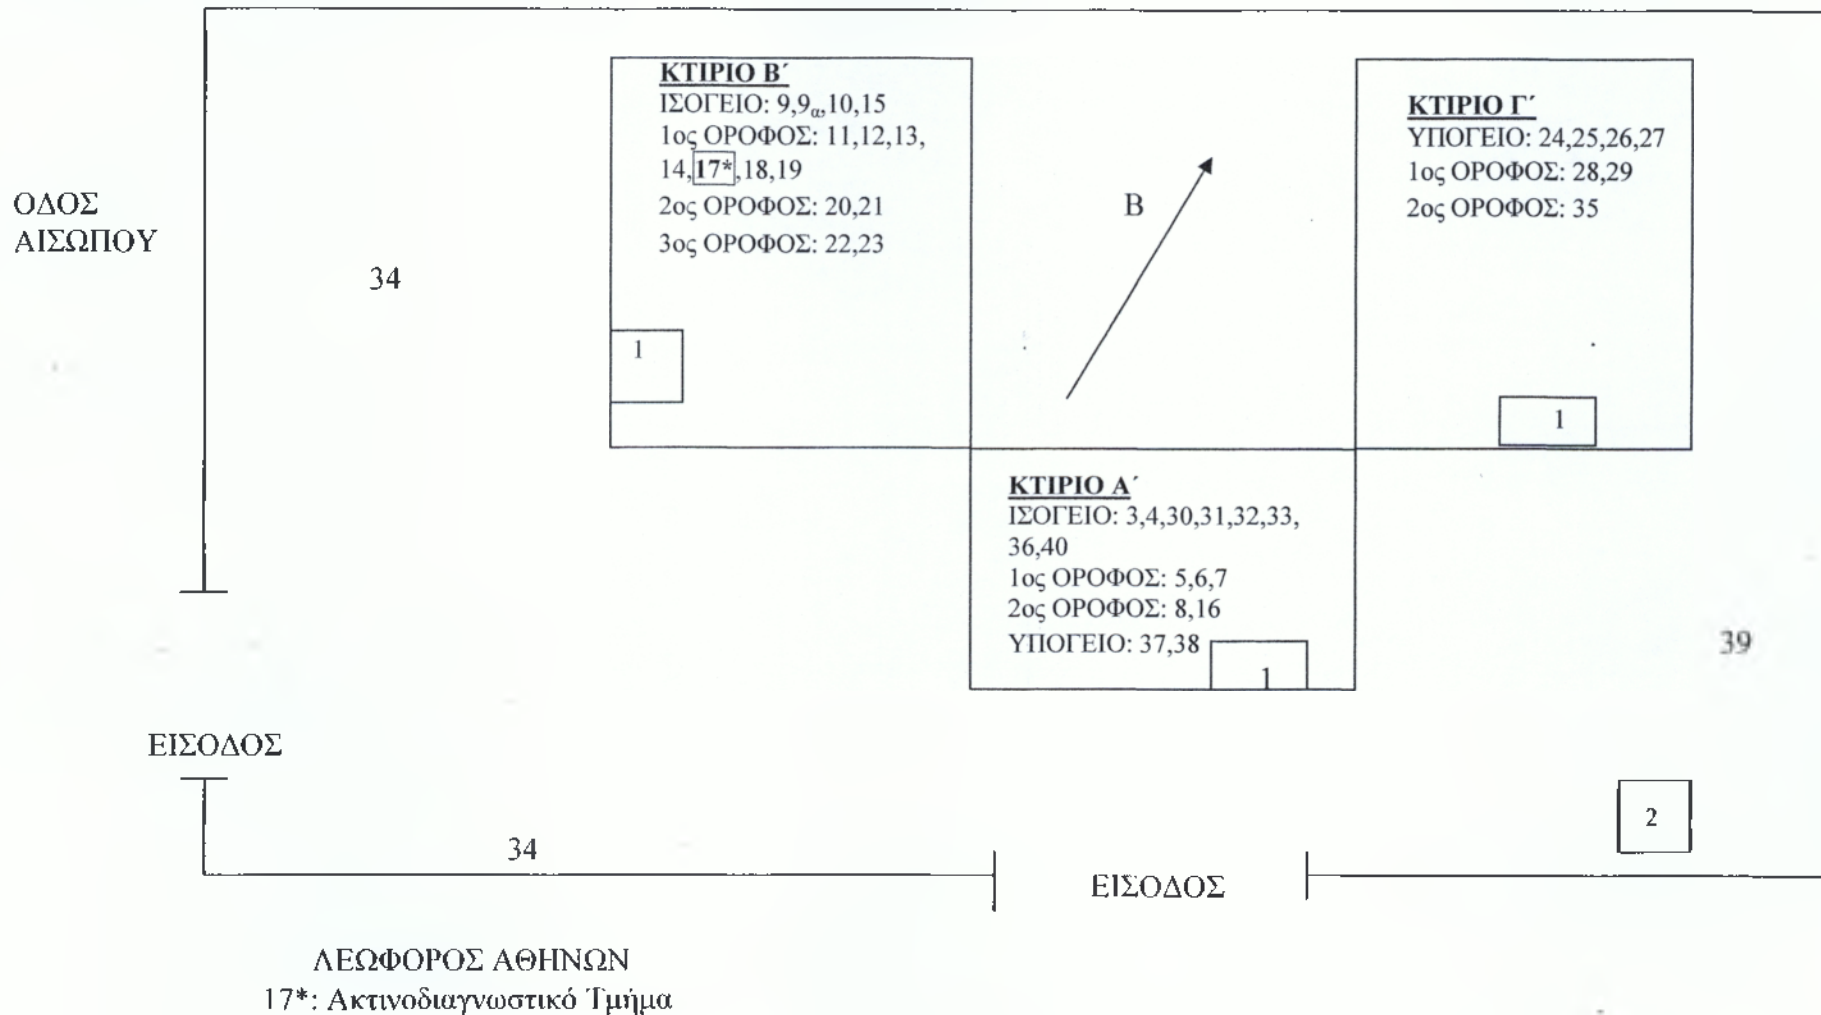 ΚΤΙΡΙΟ Β΄
ΙΣΟΓΕΙΟ: 9,9α,10,15
1ος ΟΡΟΦΟΣ: 11,12,13,
14,17*,18,19
2ος ΟΡΟΦΟΣ: 20,21
3ος ΟΡΟΦΟΣ: 22,23
1
ΚΤΙΡΙΟ Γ΄
ΥΠΟΓΕΙΟ: 24,25,26,27
1ος ΟΡΟΦΟΣ: 28,29
2ος ΟΡΟΦΟΣ: 35
1
Β
ΟΔΟΣ
ΑΙΣΩΠΟΥ
34
ΚΤΙΡΙΟ Α΄
ΙΣΟΓΕΙΟ: 3,4,30,31,32,33,
36,40
1ος ΟΡΟΦΟΣ: 5,6,7
2ος ΟΡΟΦΟΣ: 8,16
ΥΠΟΓΕΙΟ: 37,38
1
39
ΕΙΣΟΔΟΣ
2
34
ΕΙΣΟΔΟΣ
ΛΕΩΦΟΡΟΣ ΑΘΗΝΩΝ
17*: Ακτινοδιαγνωστικό Τμήμα